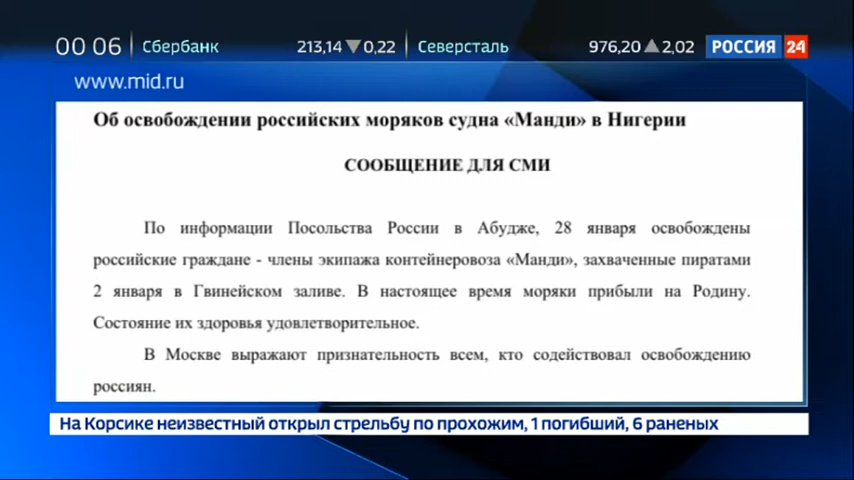 00 06 Сбербанк 213,14 ▼ 0,22 Северсталь 976,20 ▲ 2,02 РОССИЯ 24
www.mid.ru
Об освобождении российских моряков судна «Манди» в Нигерии
СООБЩЕНИЕ ДЛЯ СМИ
По информации Посольства России в Абудже, 28 января освобождены
российские граждане - члены экипажа контейнеровоза «Манди», захваченные пиратами
2 января в Гвинейском заливе. В настоящее время моряки прибыли на Родину.
Состояние их здоровья удовлетворительное.
В Москве выражают признательность всем, кто содействовал освобождению
россиян.
На Корсике неизвестный открыл стрельбу по прохожим, 1 погибший, 6 раненых